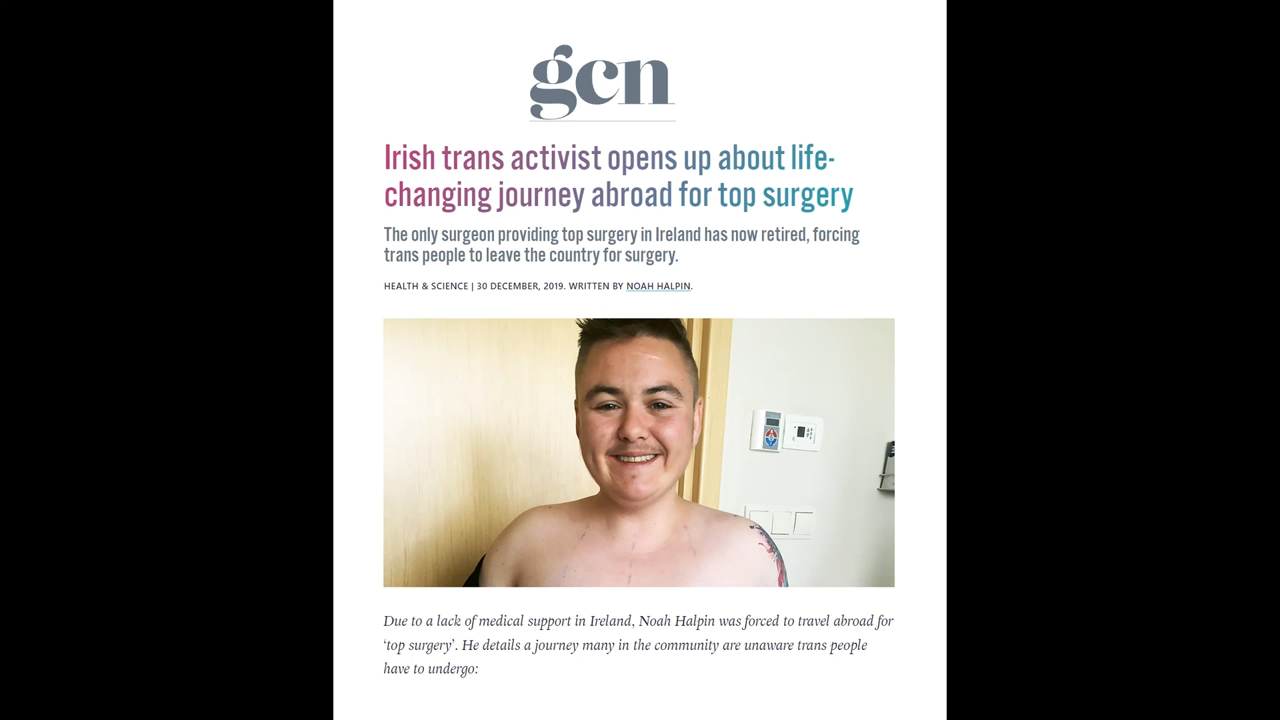 gcn
Irish trans activist opens up about life-
changing journey abroad for top surgery
The only surgeon providing top surgery in Ireland has now retired, forcing
trans people to leave the country for surgery.
HEALTH & SCIENCE | 30 DECEMBER, 2019. WRITTEN BY NOAH HALPIN.
Due to a lack of medical support in Ireland, Noah Halpin was forced to travel abroad for
‘top surgery’. He details a journey many in the community are unaware trans people
have to undergo: